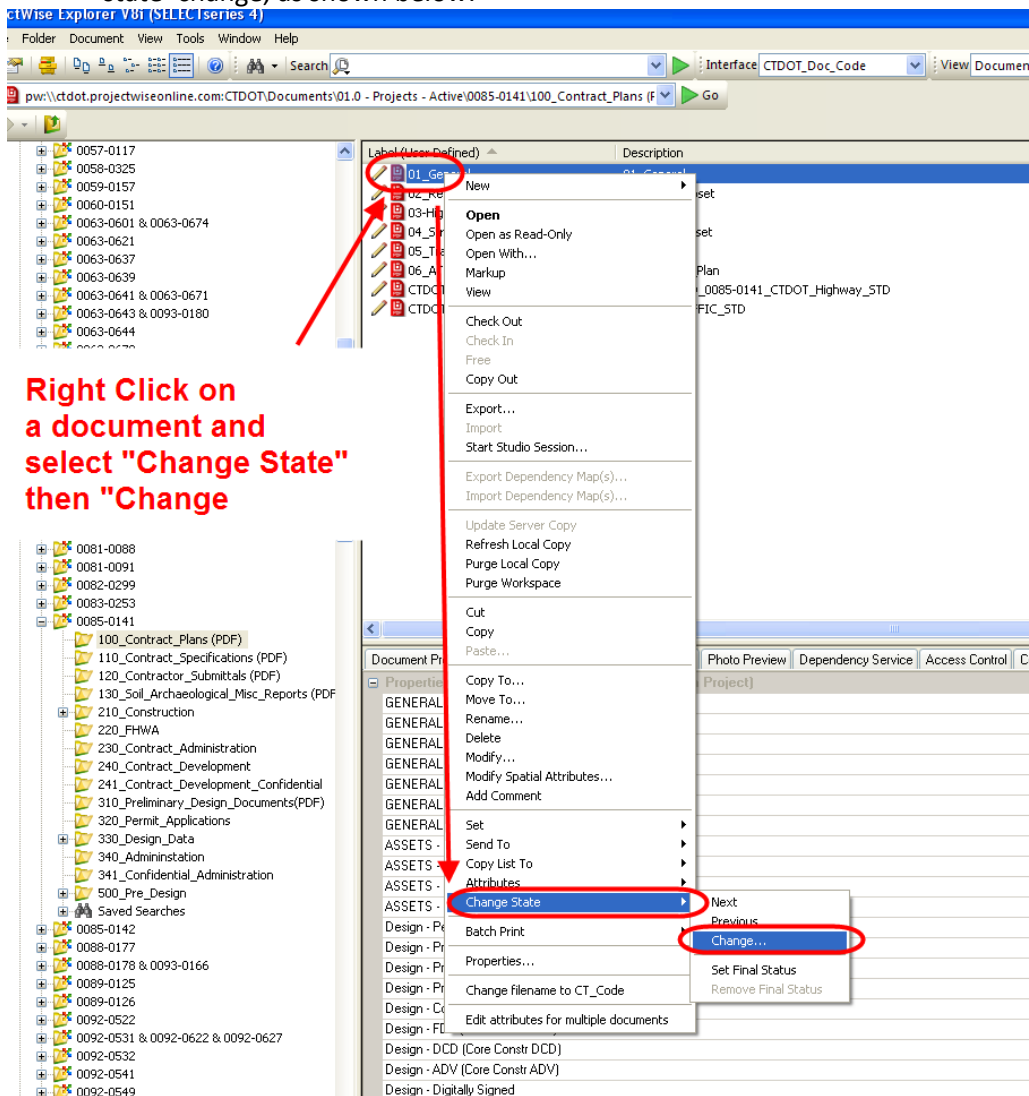 state" change, as shown below.
ctWise Explorer V8i (SELECTseries 4)
Folder Document View Tools Window Help
Search Interface CTDOT_Doc_Code View Documen
pw:\\ctdot.projectwiseonline.com:CTDOT\Documents\01.0 - Projects - Active\0085-0141\100_Contract_Plans (F Go
0057-0117
0058-0325
0059-0157
0060-0151
0063-0601 & 0063-0674
0063-0621
0063-0637
0063-0639
0063-0641 & 0063-0671
0063-0643 & 0093-0180
0063-0644
Right Click on
a document and
select "Change State"
then "Change
0081-0088
0081-0091
0082-0299
0083-0253
0085-0141
100_Contract_Plans (PDF)
110_Contract_Specifications (PDF)
120_Contractor_Submittals (PDF)
130_Soil_Archaeological_Misc_Reports (PDF
210_Construction
220_FHWA
230_Contract_Administration
240_Contract_Development
241_Contract_Development_Confidential
310_Preliminary_Design_Documents(PDF)
320_Permit_Applications
330_Design_Data
340_Admininstation
341_Confidential_Administration
500_Pre_Design
Saved Searches
0085-0142
0088-0177
0088-0178 & 0093-0166
0089-0125
0089-0126
0092-0522
0092-0531 & 0092-0622 & 0092-0627
0092-0532
0092-0541
0092-0549
Label (User Defined) Description
01_General 01_General
02_Re set
03-Hig
04_Str set
05_Tra
06_AT Plan
CTDOT _0085-0141_CTDOT_Highway_STD
CTDOT FFIC_STD
New
Open
Open as Read-Only
Open With...
Markup
View
Check Out
Check In
Free
Copy Out
Export...
Import
Start Studio Session...
Export Dependency Map(s)...
Import Dependency Map(s)...
Update Server Copy
Refresh Local Copy
Purge Local Copy
Purge Workspace
Cut
Copy
Paste...
Copy To...
Move To...
Rename...
Delete
Modify...
Modify Spatial Attributes...
Add Comment
Set
Send To
Copy List To
Attributes
Change State
Batch Print
Properties...
Change filename to CT_Code
Edit attributes for multiple documents
Next
Previous
Change...
Set Final Status
Remove Final Status
Document Pr Photo Preview Dependency Service Access Control C
Propertie Project)
GENERAL
GENERAL
GENERAL
GENERAL
GENERAL
GENERAL
GENERAL
ASSETS -
ASSETS -
ASSETS -
ASSETS -
Design - Pe
Design - Pr
Design - Pr
Design - Pr
Design - Co
Design - FD
Design - DCD (Core Constr DCD)
Design - ADV (Core Constr ADV)
Design - Digitally Signed